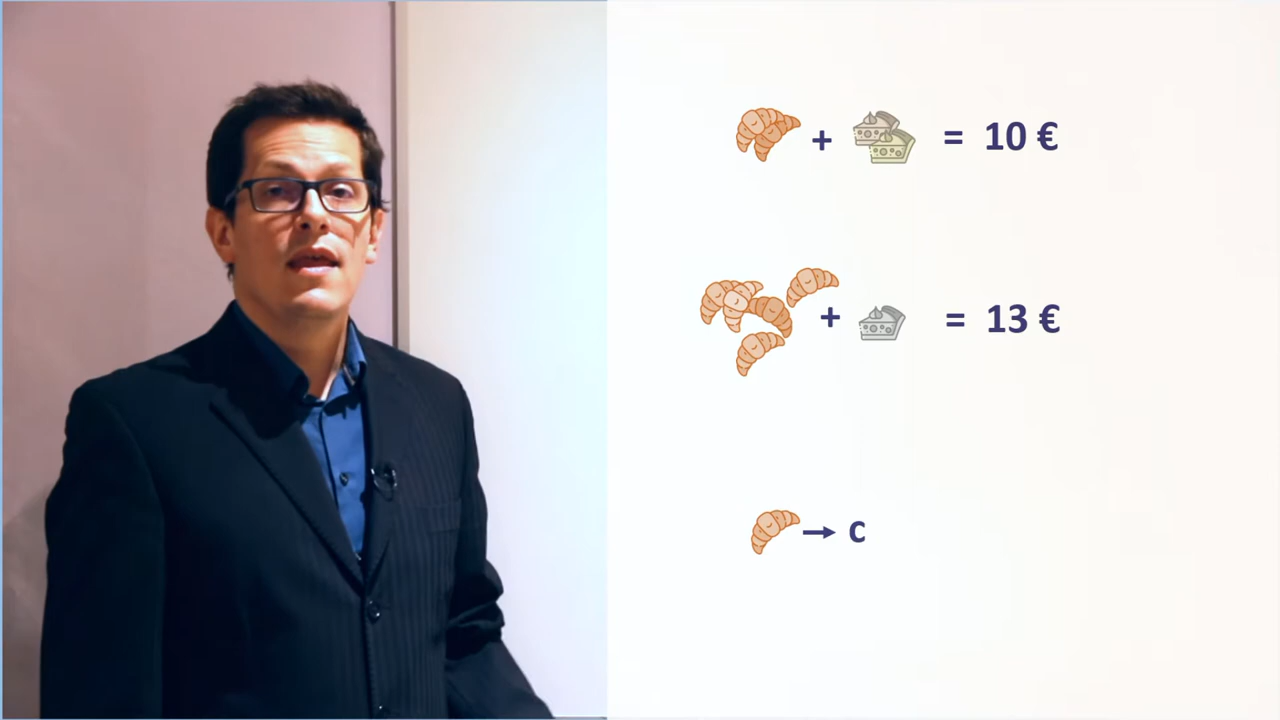 + = 10 €
+ = 13 €
→ c